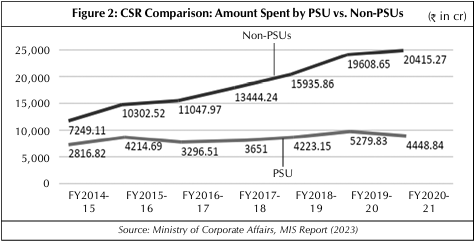 Figure 2: CSR Comparison: Amount Spent by PSU vs. Non-PSUs (₹ in cr)
Non-PSUs
25,000
20,000
15,000
10,000
5,000
0
7249.11 10302.52 11047.97 13444.24 15935.86 19608.65 20415.27
2816.82 4214.69 3296.51 3651 4223.15 5279.83 4448.84
PSU
FY2014-15 FY2015-16 FY2016-17 FY2017-18 FY2018-19 FY2019-20 FY2020-21
Source: Ministry of Corporate Affairs, MIS Report (2023)